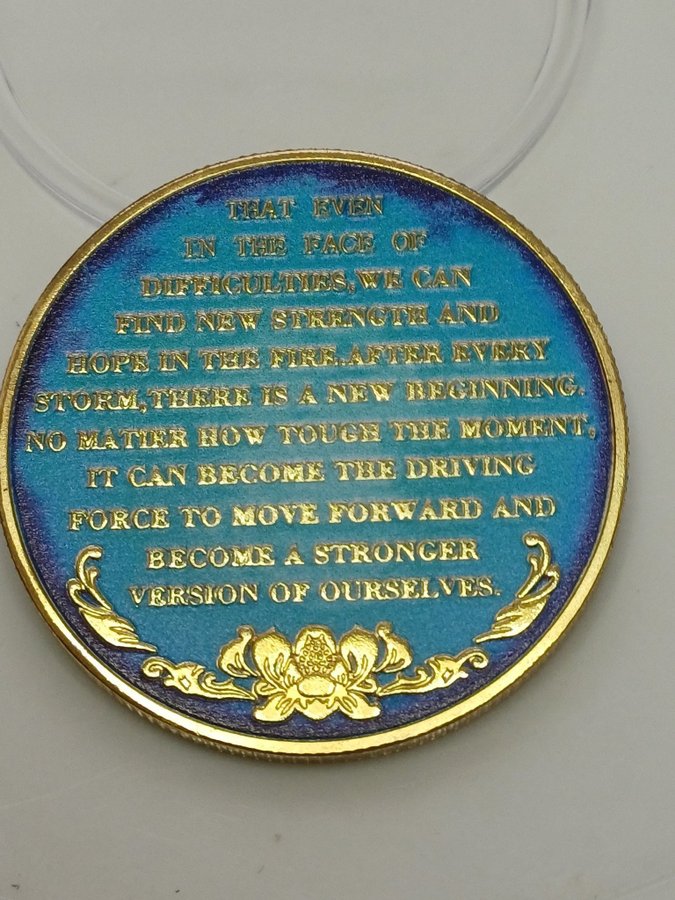 THAT EVEN
IN THE FACE OF
DIFFICULTIES,WE CAN
FIND NEW STRENGTH AND
HOPE IN THE FIRE.AFTER EVERY
STORM,THERE IS A NEW BEGINNING.
NO MATIER HOW TOUGH THE MOMENT,
IT CAN BECOME THE DRIVING
FORCE TO MOVE FORWARD AND
BECOME A STRONGER
VERSION OF OURSELVES.